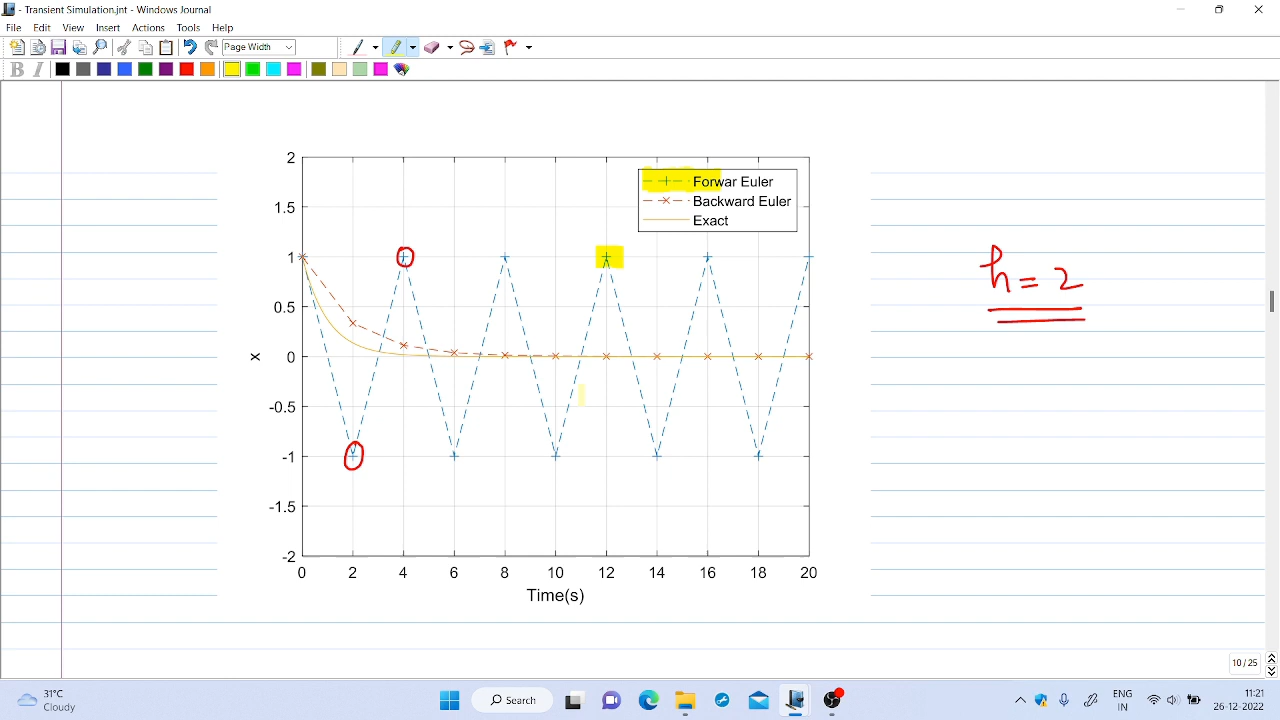 Transient Simulation.jnt - Windows Journal
File Edit View Insert Actions Tools Help
Page Width
B I
2
1.5
1
0.5
0
-0.5
-1
-1.5
-2
x
Forwar Euler
Backward Euler
Exact
0 2 4 6 8 10 12 14 16 18 20
Time(s)
h = 2
10 / 25
31°C
Cloudy
Search
ENG
IN
11:21
26-12-2022